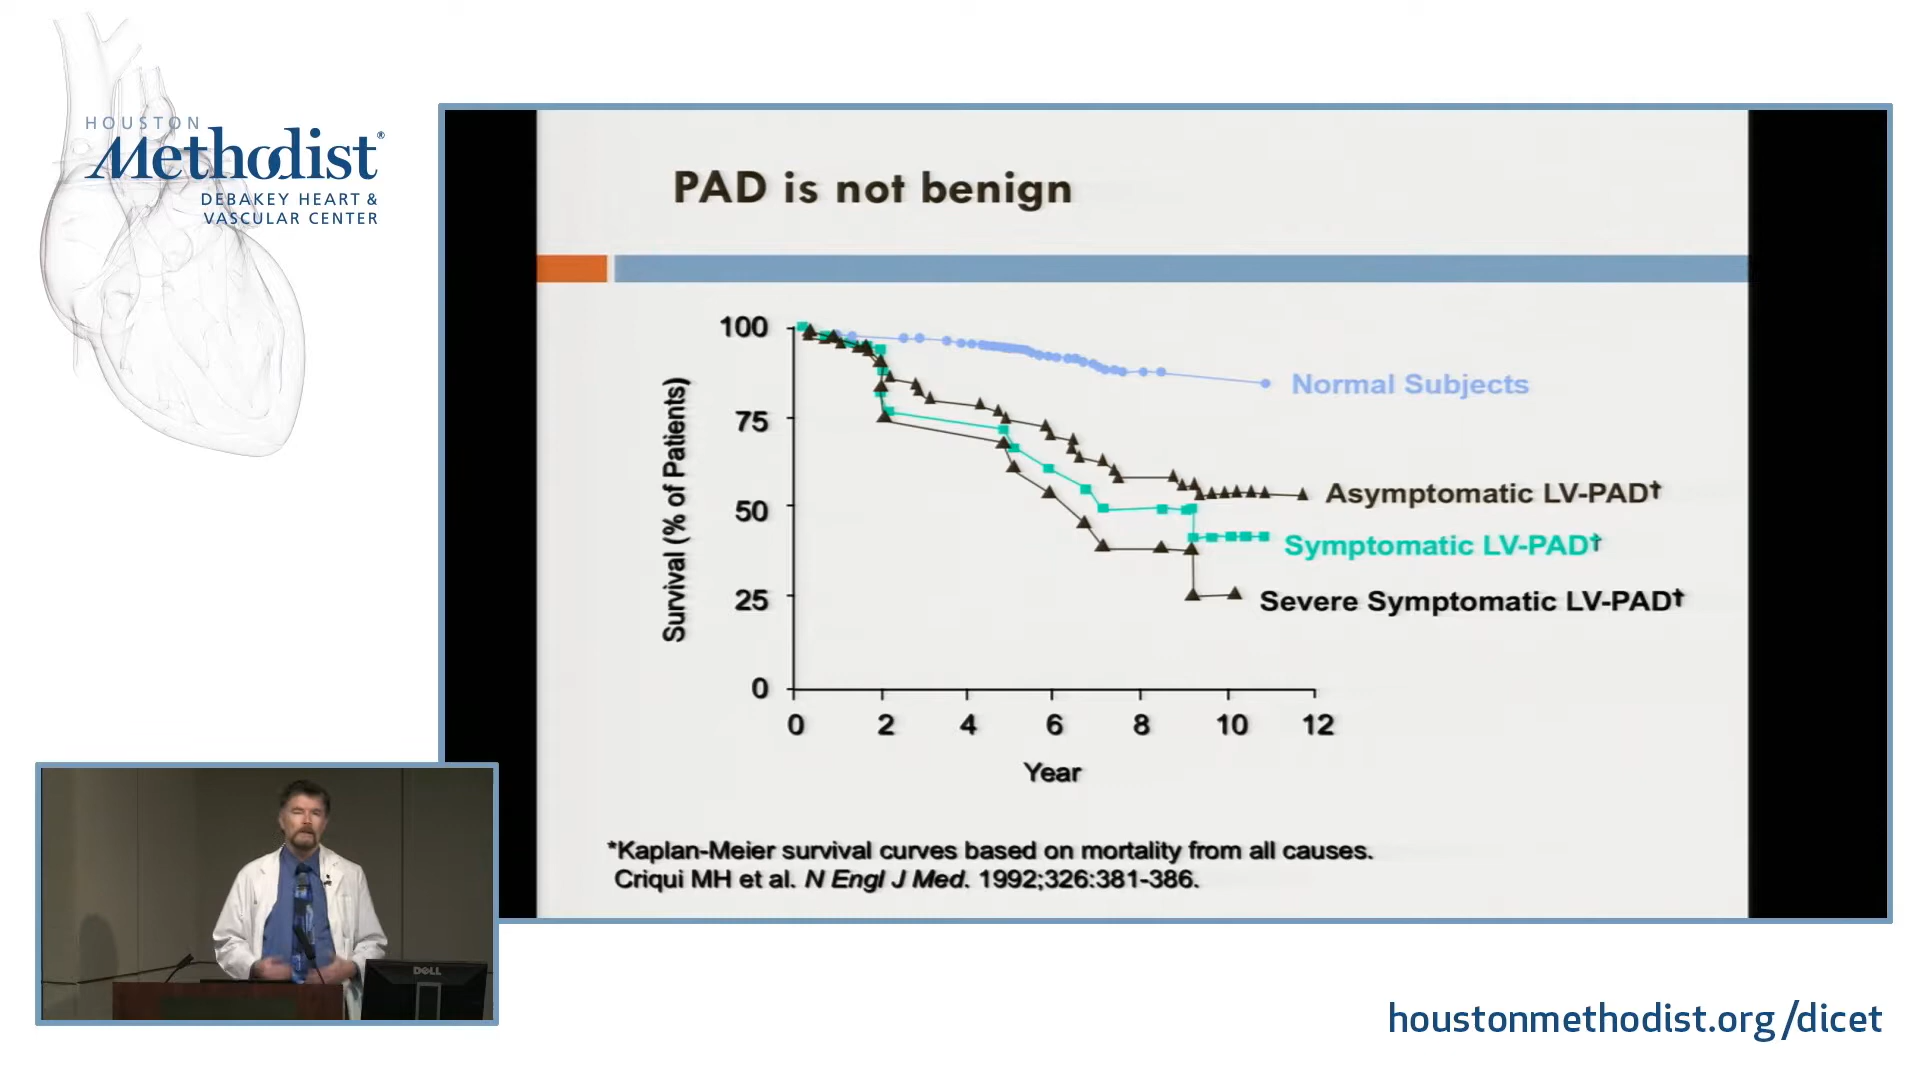 HOUSTON
Methodist®
DEBAKEY HEART &
VASCULAR CENTER
PAD is not benign
Survival (% of Patients)
100
75
50
25
0
0 2 4 6 8 10 12
Year
Normal Subjects
Asymptomatic LV-PAD†
Symptomatic LV-PAD†
Severe Symptomatic LV-PAD†
*Kaplan-Meier survival curves based on mortality from all causes.
Criqui MH et al. N Engl J Med. 1992;326:381-386.
DELL
houstonmethodist.org/dicet